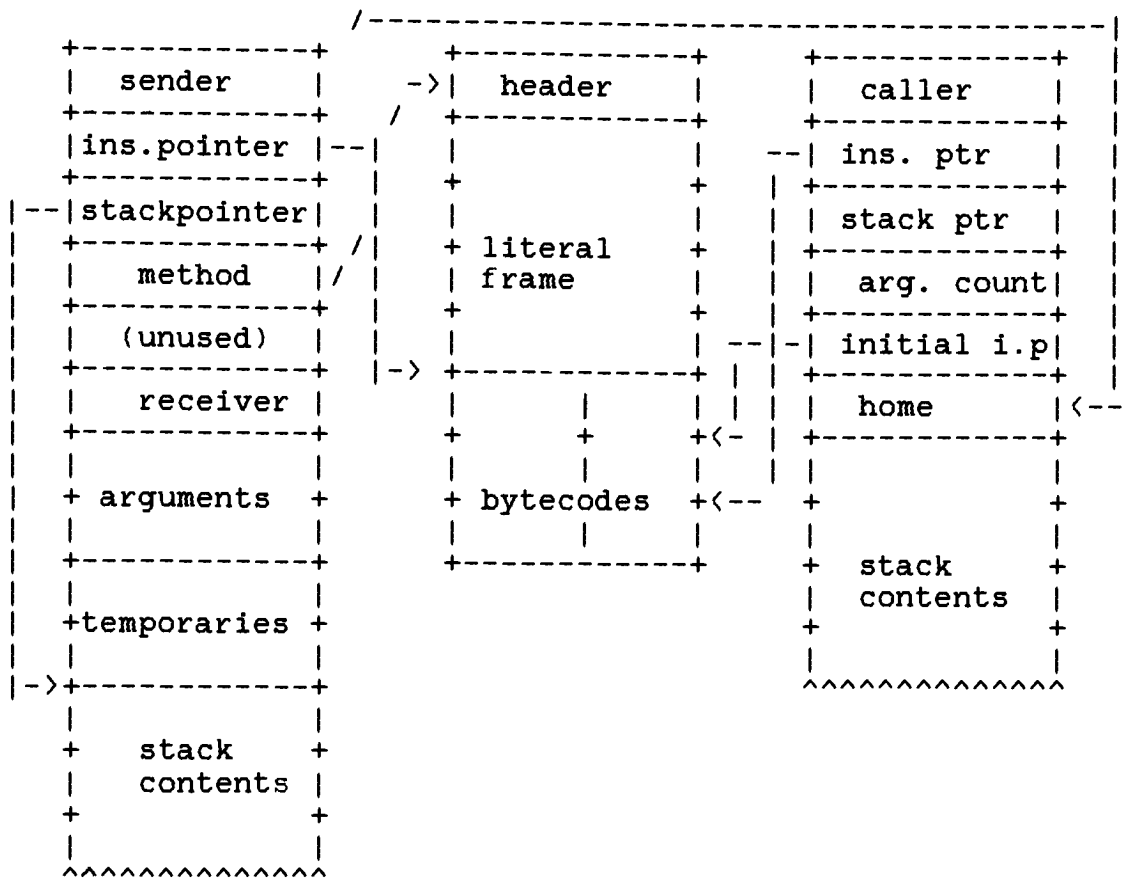 sender
ins.pointer
stackpointer
method
(unused)
receiver
arguments
temporaries
stack
contents
header
literal
frame
bytecodes
caller
ins. ptr
stack ptr
arg. count
initial i.p
home
stack
contents